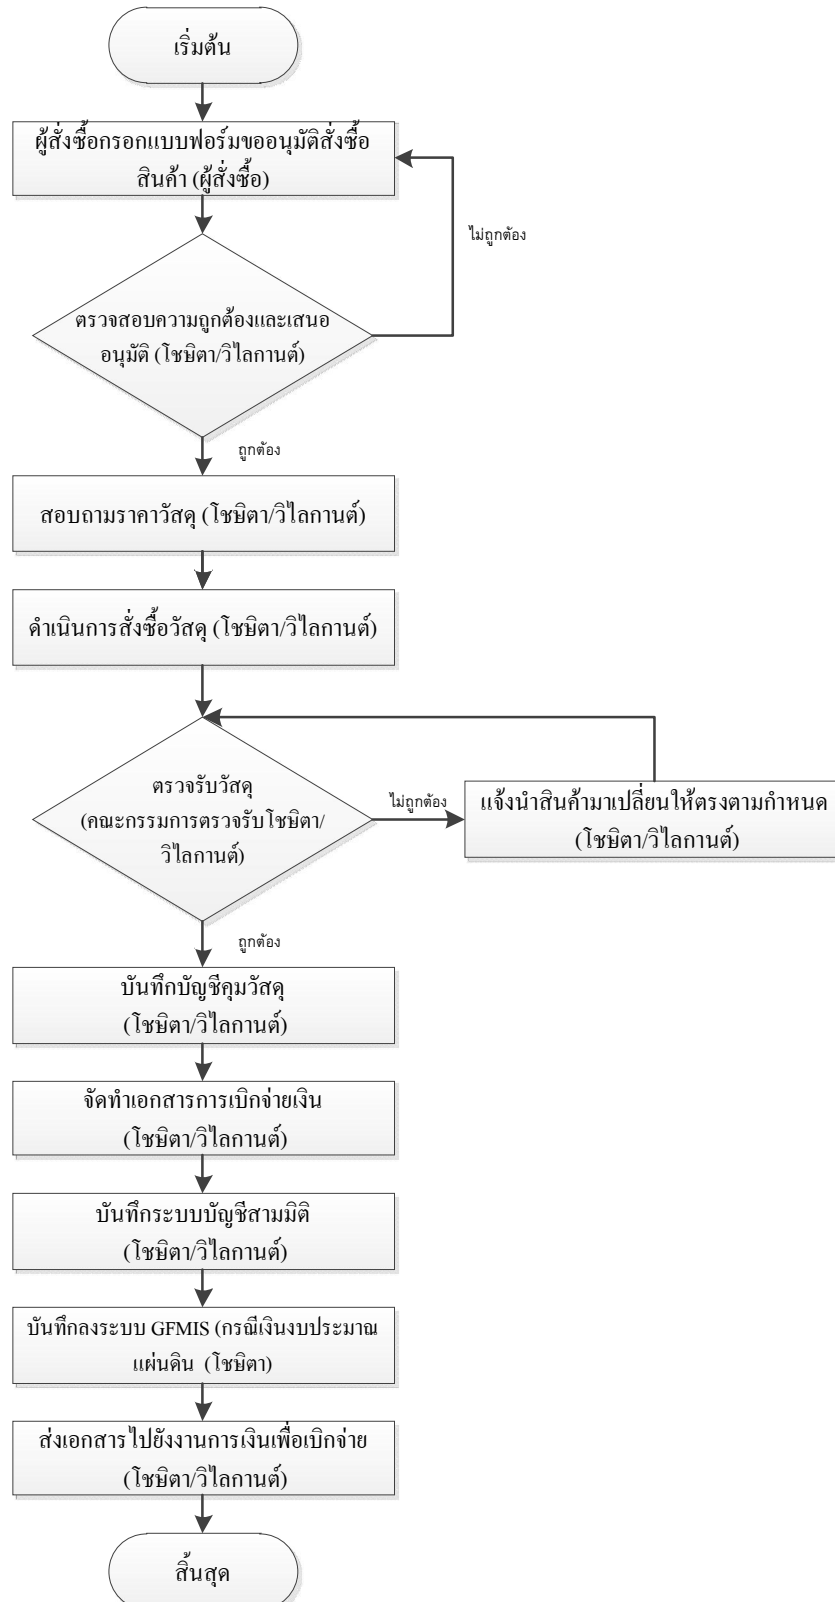 เริ่มต้น
ผู้สั่งซื้อกรอกแบบฟอร์มขออนุมัติสั่งซื้อ
สินค้า (ผู้สั่งซื้อ)
ไม่ถูกต้อง
ตรวจสอบความถูกต้องและเสนอ
อนุมัติ (โชษิตา/วิไลกานต์)
ถูกต้อง
สอบถามราคาวัสดุ (โชษิตา/วิไลกานต์)
ดำเนินการสั่งซื้อวัสดุ (โชษิตา/วิไลกานต์)
ตรวจรับวัสดุ
(คณะกรรมการตรวจรับโชษิตา/
วิไลกานต์)
ไม่ถูกต้อง
แจ้งนำสินค้ามาเปลี่ยนให้ตรงตามกำหนด
(โชษิตา/วิไลกานต์)
ถูกต้อง
บันทึกบัญชีคุมวัสดุ
(โชษิตา/วิไลกานต์)
จัดทำเอกสารการเบิกจ่ายเงิน
(โชษิตา/วิไลกานต์)
บันทึกระบบบัญชีสามมิติ
(โชษิตา/วิไลกานต์)
บันทึกลงระบบ GFMIS (กรณีเงินงบประมาณ
แผ่นดิน (โชษิตา)
ส่งเอกสารไปยังงานการเงินเพื่อเบิกจ่าย
(โชษิตา/วิไลกานต์)
สิ้นสุด